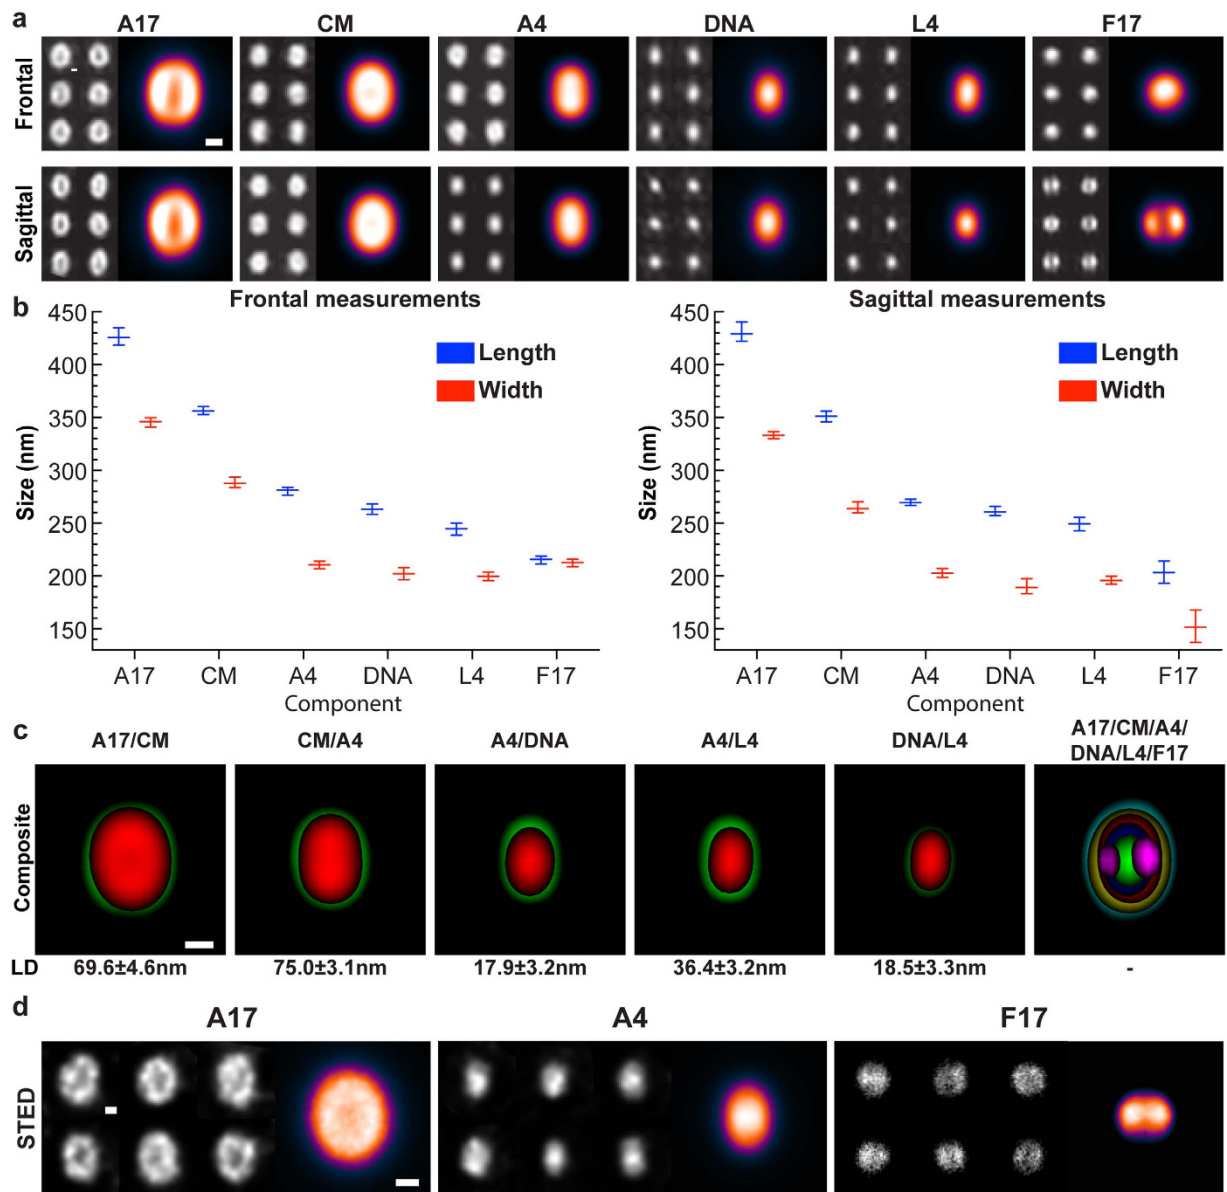 a
A17 CM A4 DNA L4 F17
Frontal
Sagittal
b
Frontal measurements
450
400
350
300
250
200
150
Size (nm)
Length
Width
A17 CM A4 DNA L4 F17
Component
Sagittal measurements
450
400
350
300
250
200
150
Size (nm)
Length
Width
A17 CM A4 DNA L4 F17
Component
c
A17/CM CM/A4 A4/DNA A4/L4 DNA/L4 A17/CM/A4/
DNA/L4/F17
Composite
LD 69.6±4.6nm 75.0±3.1nm 17.9±3.2nm 36.4±3.2nm 18.5±3.3nm -
d
A17 A4 F17
STED